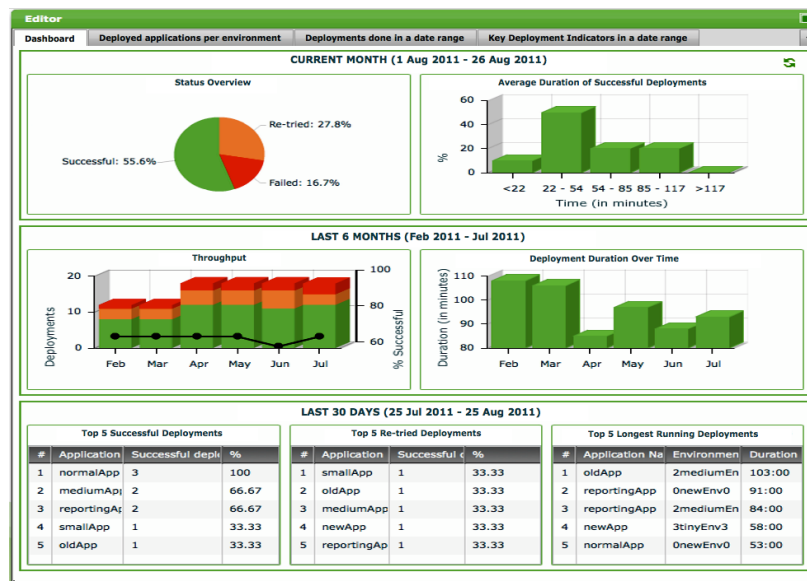 Editor
Dashboard Deployed applications per environment Deployments done in a date range Key Deployment Indicators in a date range
CURRENT MONTH (1 Aug 2011 - 26 Aug 2011)
Status Overview
Re-tried: 27.8%
Successful: 55.6%
Failed: 16.7%
Average Duration of Successful Deployments
60
40
20
0
%
<22 22 - 54 54 - 85 85 - 117 >117
Time (in minutes)
LAST 6 MONTHS (Feb 2011 - Jul 2011)
Throughput
20
10
0
Deployments
100
80
60
% Successful
Feb Mar Apr May Jun Jul
Deployment Duration Over Time
110
100
90
80
Duration (in minutes)
Feb Mar Apr May Jun Jul
LAST 30 DAYS (25 Jul 2011 - 25 Aug 2011)
Top 5 Successful Deployments
# Application Successful depl %
1 normalApp 3 100
2 mediumApp 2 66.67
3 reportingAp 2 66.67
4 smallApp 1 33.33
5 oldApp 1 33.33
Top 5 Re-tried Deployments
# Application Successful %
1 smallApp 1 33.33
2 oldApp 1 33.33
3 mediumApp 1 33.33
4 newApp 1 33.33
5 reportingAp 1 33.33
Top 5 Longest Running Deployments
# Application Na Environmen Duration
1 oldApp 2mediumEn 103:00
2 reportingApp 0newEnv0 91:00
3 reportingApp 2mediumEn 84:00
4 newApp 3tinyEnv3 58:00
5 normalApp 0newEnv0 53:00